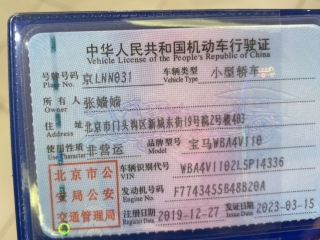 中华人民共和国机动车行驶证
Vehicle License of the People's Republic of China
号牌号码 京LNN031 车辆类型 小型轿车
Plate No. Vehicle Type
所有人 张嫱嫱
Owner
住址 北京市门头沟区新城东街19号院2号楼483
Address
使用性质 非营运 品牌型号 宝马WBA4V110
Use Character Model
北京市公安局公安交通管理局
车辆识别代号 WBA4V1102LSP14336
VIN
发动机号码 F7743455B48B20A
Engine No.
注册日期 2019-12-27 发证日期 2023-03-15
Register Date Issue Date